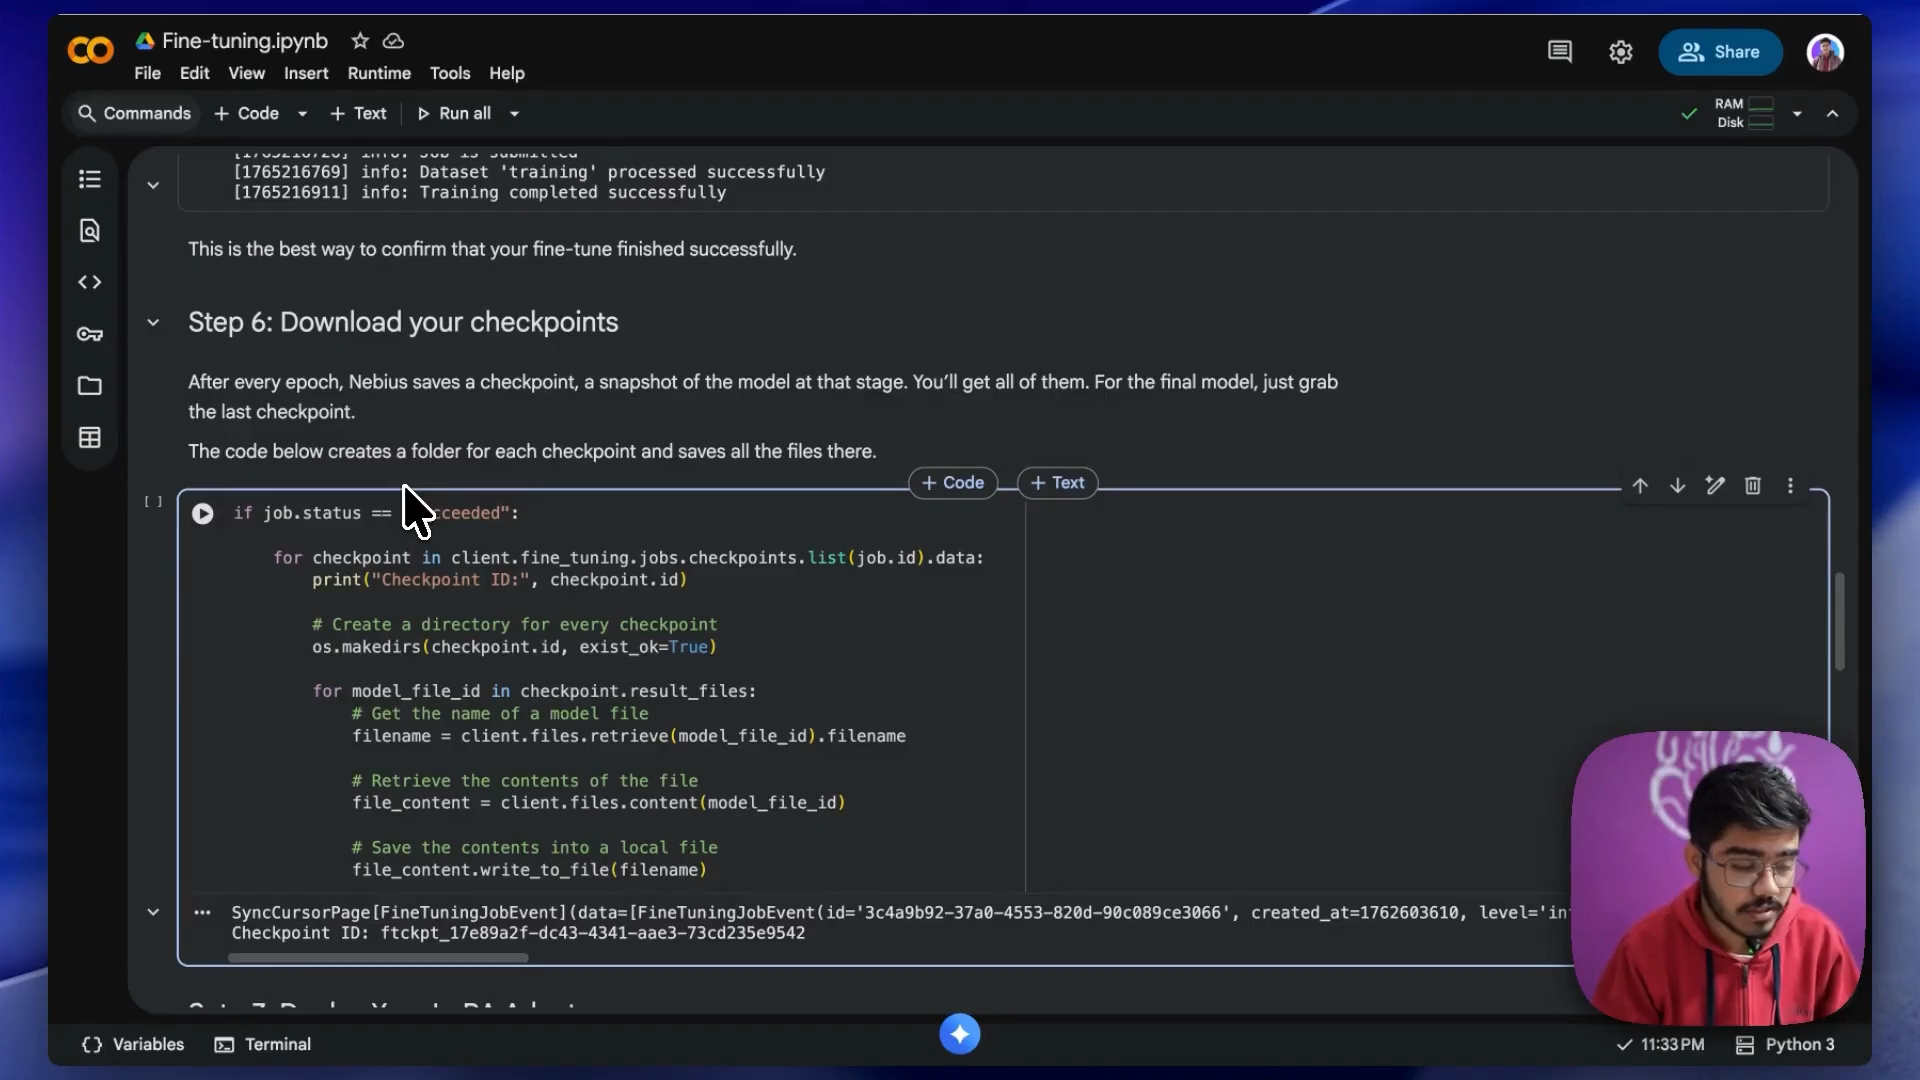 Fine-tuning.ipynb
File Edit View Insert Runtime Tools Help
Share
Commands + Code + Text Run all
RAM
Disk
info: Job is submitted
[1765216769] info: Dataset 'training' processed successfully
[1765216911] info: Training completed successfully
This is the best way to confirm that your fine-tune finished successfully.
Step 6: Download your checkpoints
After every epoch, Nebius saves a checkpoint, a snapshot of the model at that stage. You’ll get all of them. For the final model, just grab
the last checkpoint.
The code below creates a folder for each checkpoint and saves all the files there.
+ Code + Text
[ ]
if job.status == cceeded":
for checkpoint in client.fine_tuning.jobs.checkpoints.list(job.id).data:
print("Checkpoint ID:", checkpoint.id)
# Create a directory for every checkpoint
os.makedirs(checkpoint.id, exist_ok=True)
for model_file_id in checkpoint.result_files:
# Get the name of a model file
filename = client.files.retrieve(model_file_id).filename
# Retrieve the contents of the file
file_content = client.files.content(model_file_id)
# Save the contents into a local file
file_content.write_to_file(filename)
SyncCursorPage[FineTuningJobEvent](data=[FineTuningJobEvent(id='3c4a9b92-37a0-4553-820d-90c089ce3066', created_at=1762603610, level='in
Checkpoint ID: ftckpt_17e89a2f-dc43-4341-aae3-73cd235e9542
{} Variables Terminal
11:33 PM Python 3